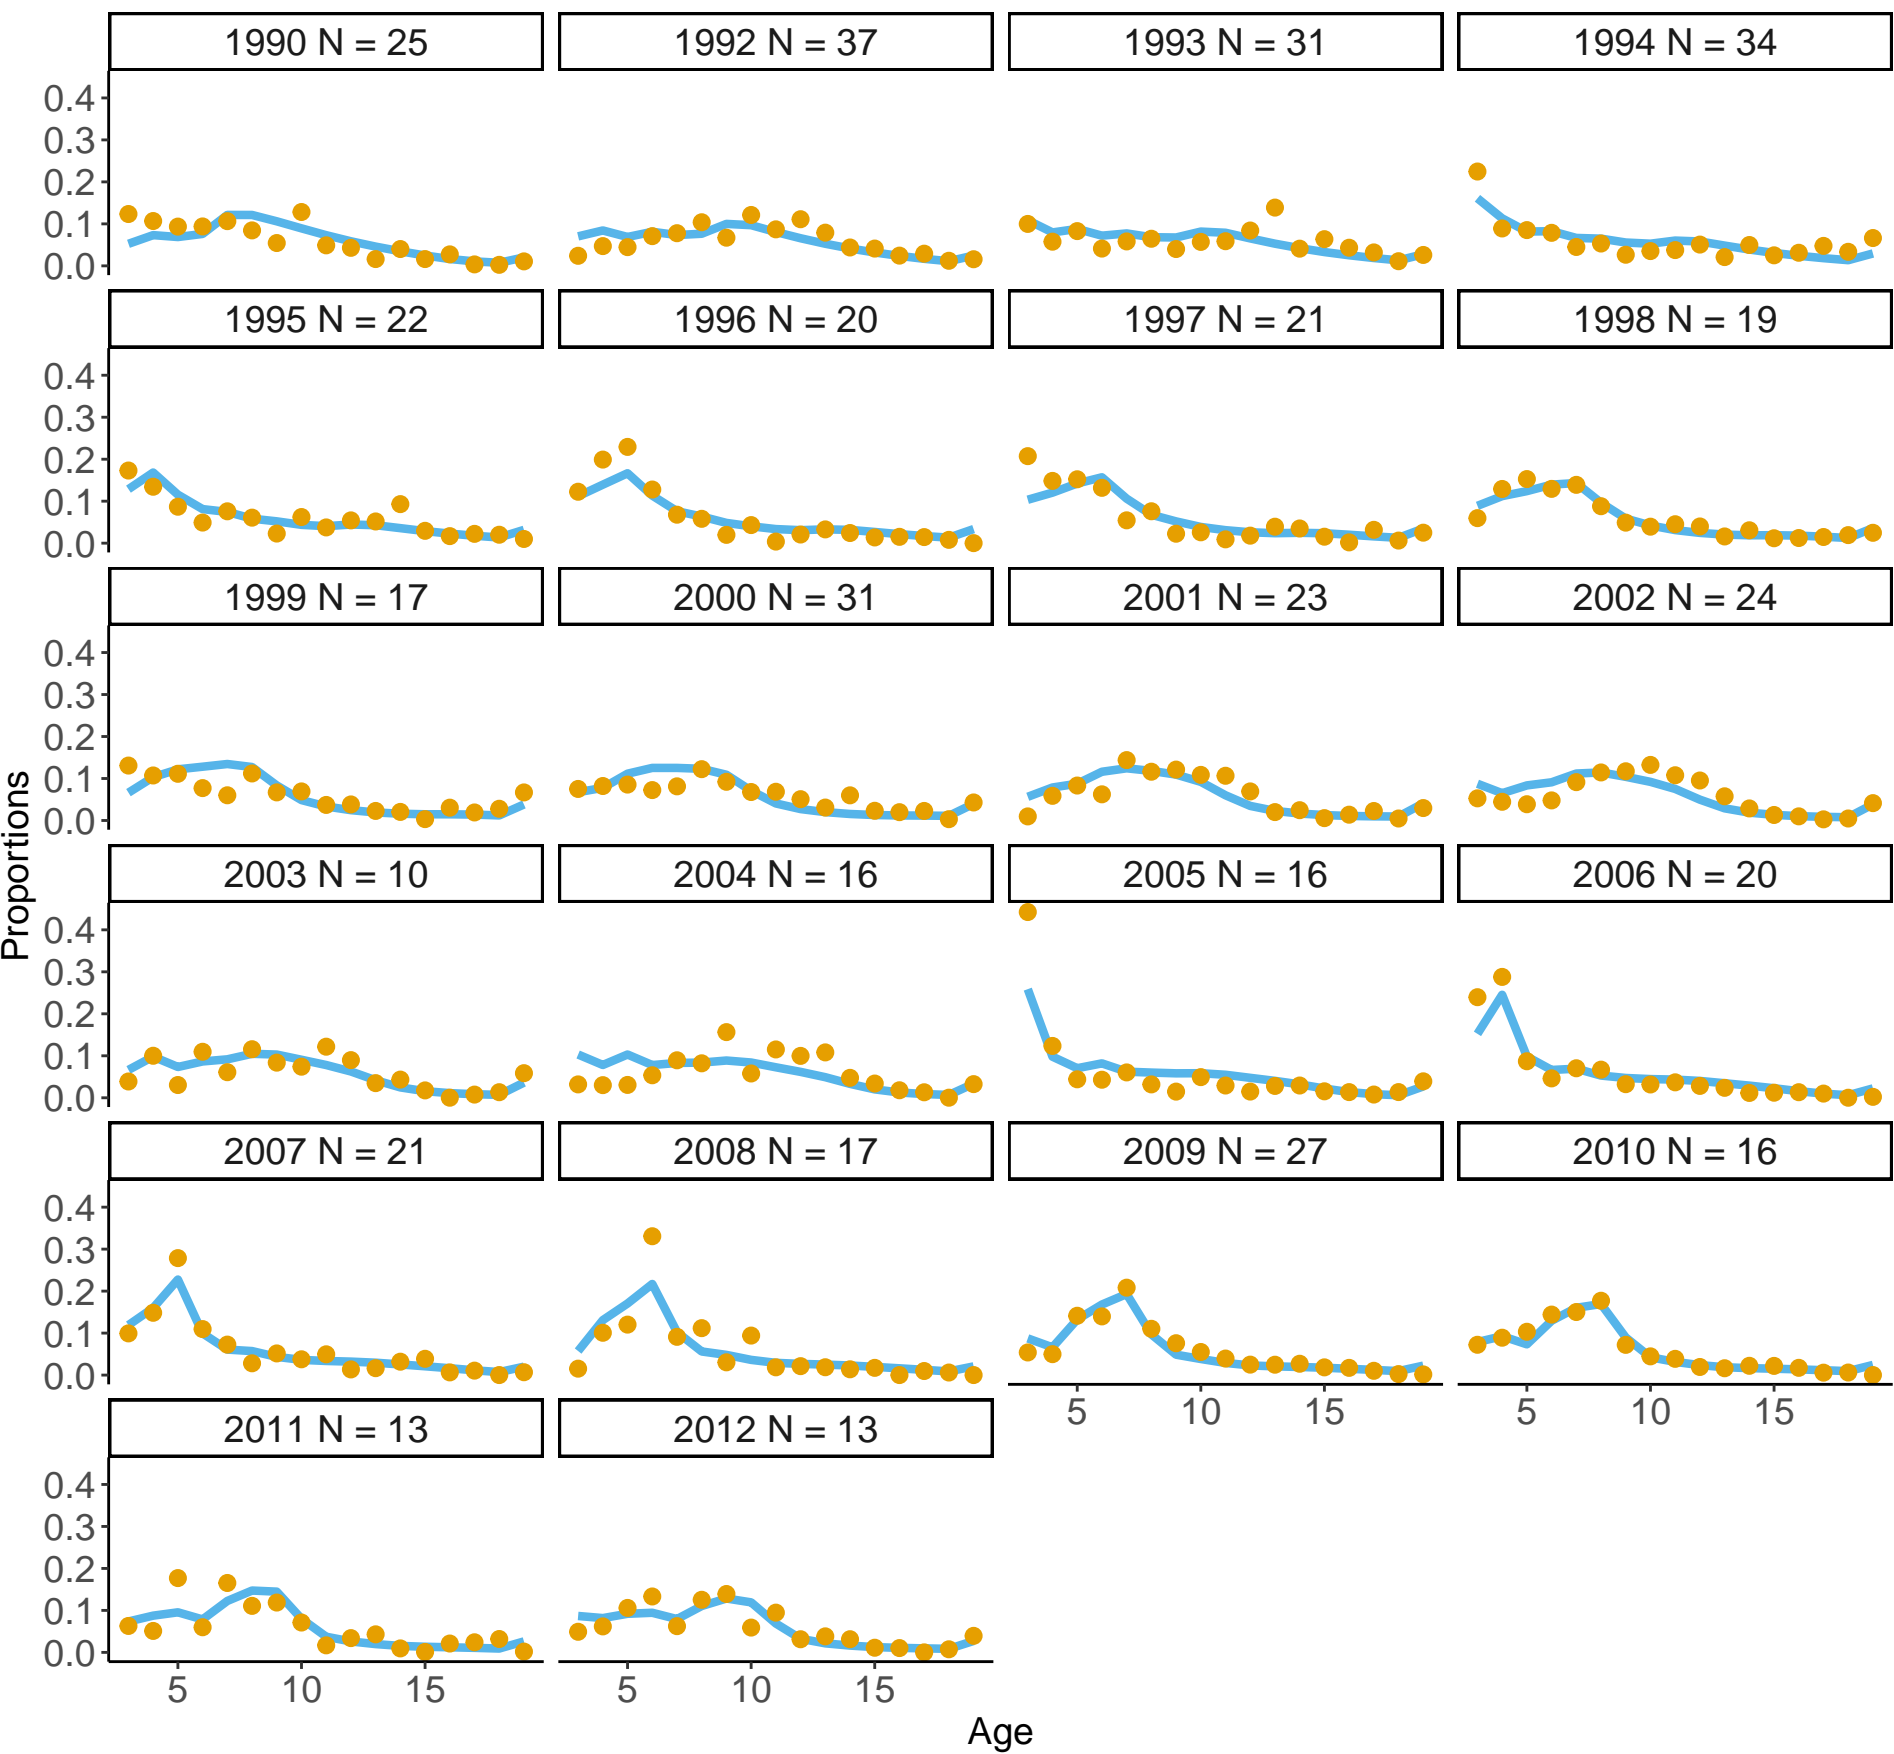 1990 N = 25
1992 N = 37
1993 N = 31
1994 N = 34
0.4
0.3
0.2
0.1
0.0
1995 N = 22
1996 N = 20
1997 N = 21
1998 N = 19
0.4
0.3
0.2
0.1
0.0
1999 N = 17
2000 N = 31
2001 N = 23
2002 N = 24
0.4
0.3
0.2
0.1
0.0
Proportions
2003 N = 10
2004 N = 16
2005 N = 16
2006 N = 20
0.4
0.3
0.2
0.1
0.0
2007 N = 21
2008 N = 17
2009 N = 27
2010 N = 16
0.4
0.3
0.2
0.1
0.0
5 10 15
5 10 15
2011 N = 13
2012 N = 13
0.4
0.3
0.2
0.1
0.0
5 10 15
5 10 15
Age